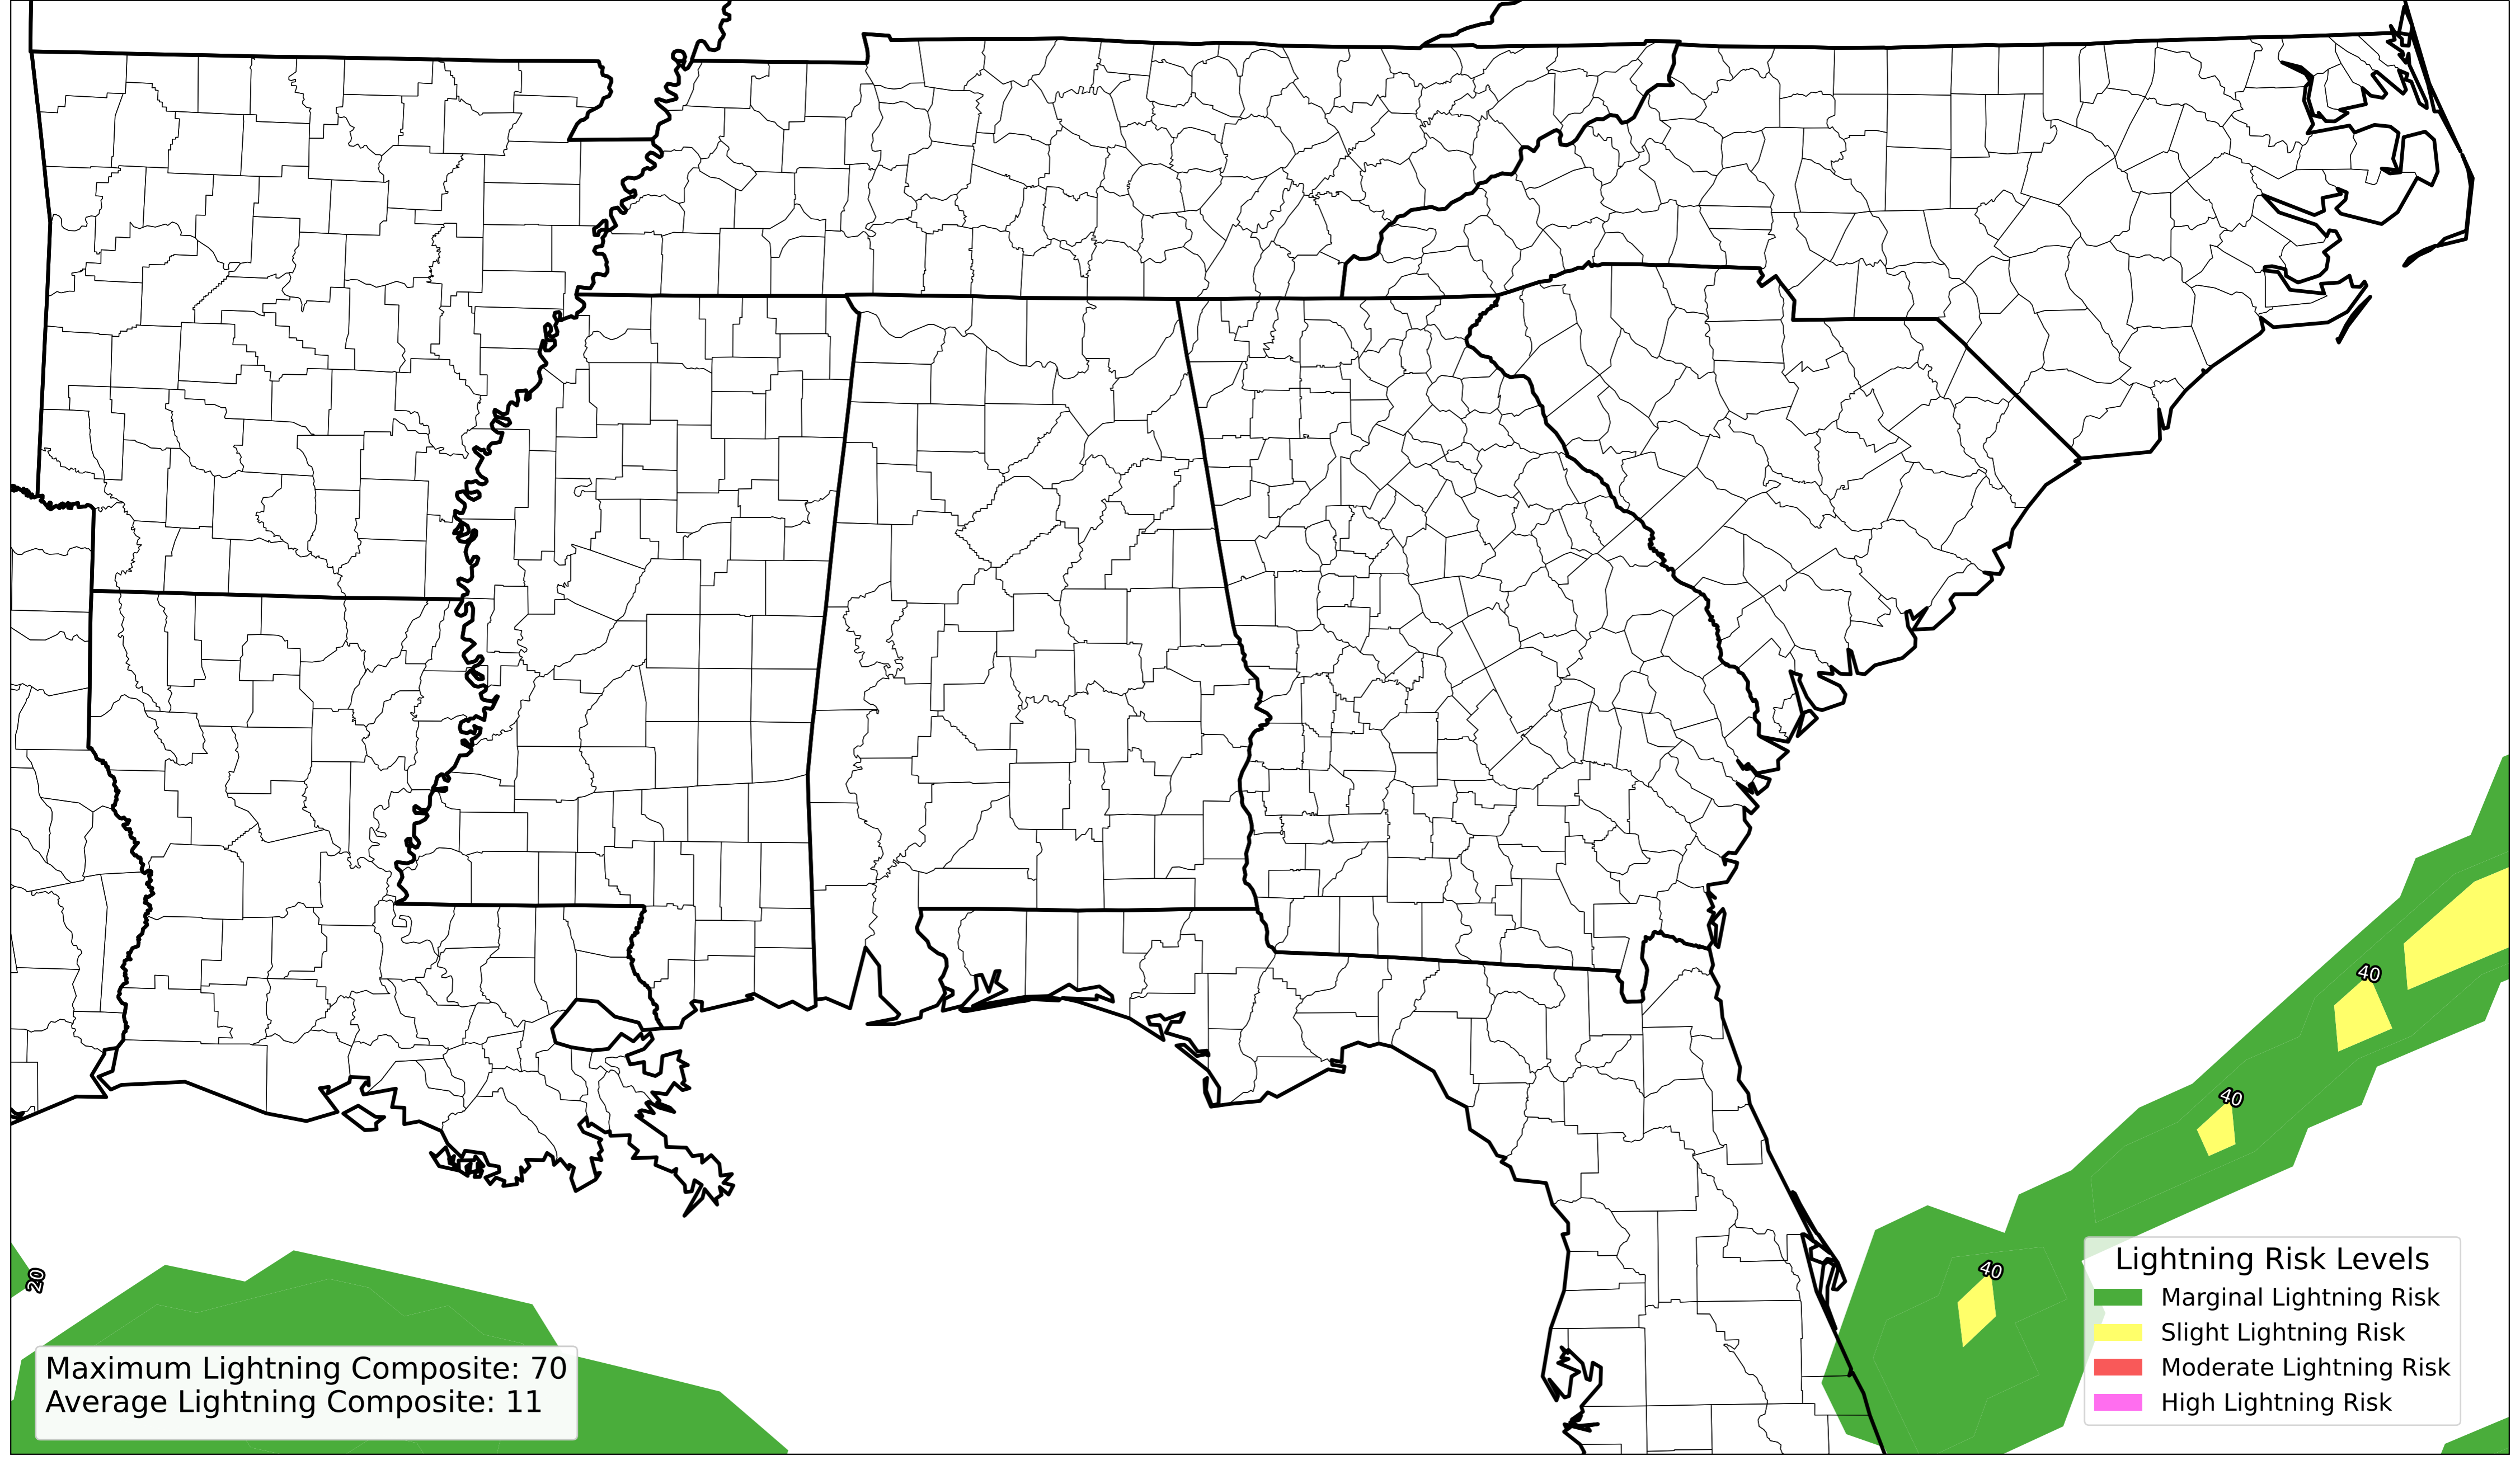 40
40
40
40
20
Maximum Lightning Composite: 70
Average Lightning Composite: 11
Lightning Risk Levels
Marginal Lightning Risk
Slight Lightning Risk
Moderate Lightning Risk
High Lightning Risk